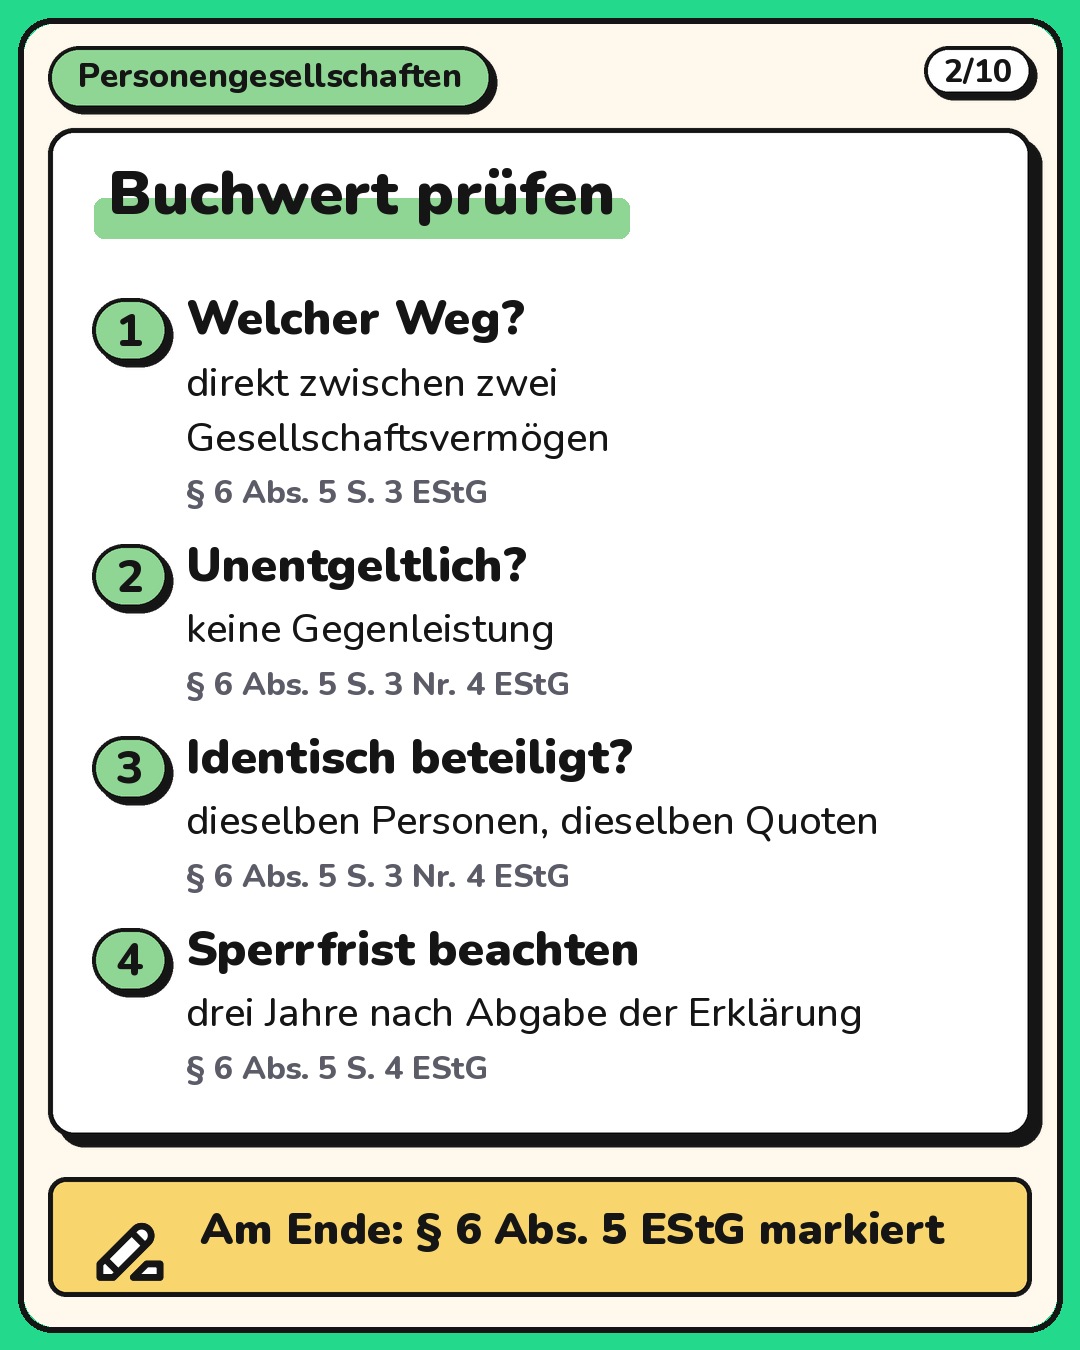 Personengesellschaften
2/10
Buchwert prüfen
1 Welcher Weg?
direkt zwischen zwei
Gesellschaftsvermögen
§ 6 Abs. 5 S. 3 EStG
2 Unentgeltlich?
keine Gegenleistung
§ 6 Abs. 5 S. 3 Nr. 4 EStG
3 Identisch beteiligt?
dieselben Personen, dieselben Quoten
§ 6 Abs. 5 S. 3 Nr. 4 EStG
4 Sperrfrist beachten
drei Jahre nach Abgabe der Erklärung
§ 6 Abs. 5 S. 4 EStG
Am Ende: § 6 Abs. 5 EStG markiert